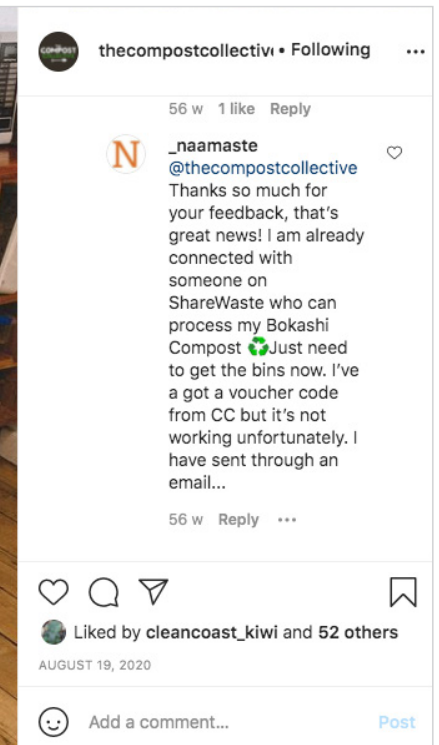 COMPOST
thecompostcollectiv • Following
56 w 1 like Reply
N
_naamaste
@thecompostcollective
Thanks so much for
your feedback, that's
great news! I am already
connected with
someone on
ShareWaste who can
process my Bokashi
Compost ♻️Just need
to get the bins now. I've
a got a voucher code
from CC but it's not
working unfortunately. I
have sent through an
email...
56 w Reply
Liked by cleancoast_kiwi and 52 others
AUGUST 19, 2020
Add a comment...
Post